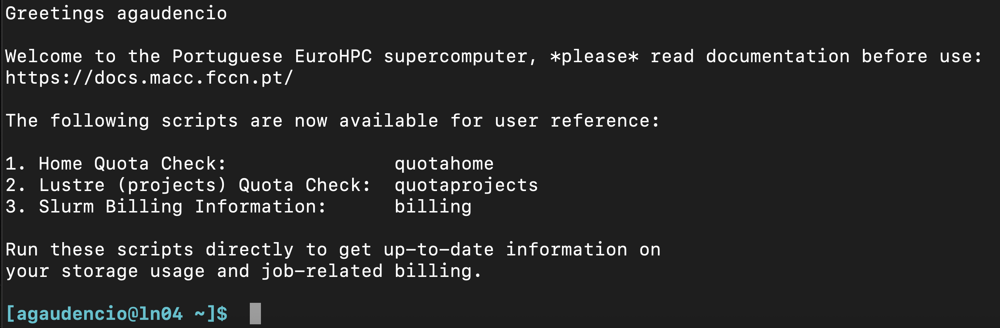 Greetings agaudencio
Welcome to the Portuguese EuroHPC supercomputer, *please* read documentation before use:
https://docs.macc.fccn.pt/
The following scripts are now available for user reference:
1. Home Quota Check: quotahome
2. Lustre (projects) Quota Check: quotaprojects
3. Slurm Billing Information: billing
Run these scripts directly to get up-to-date information on
your storage usage and job-related billing.
[agaudencio@ln04 ~]$